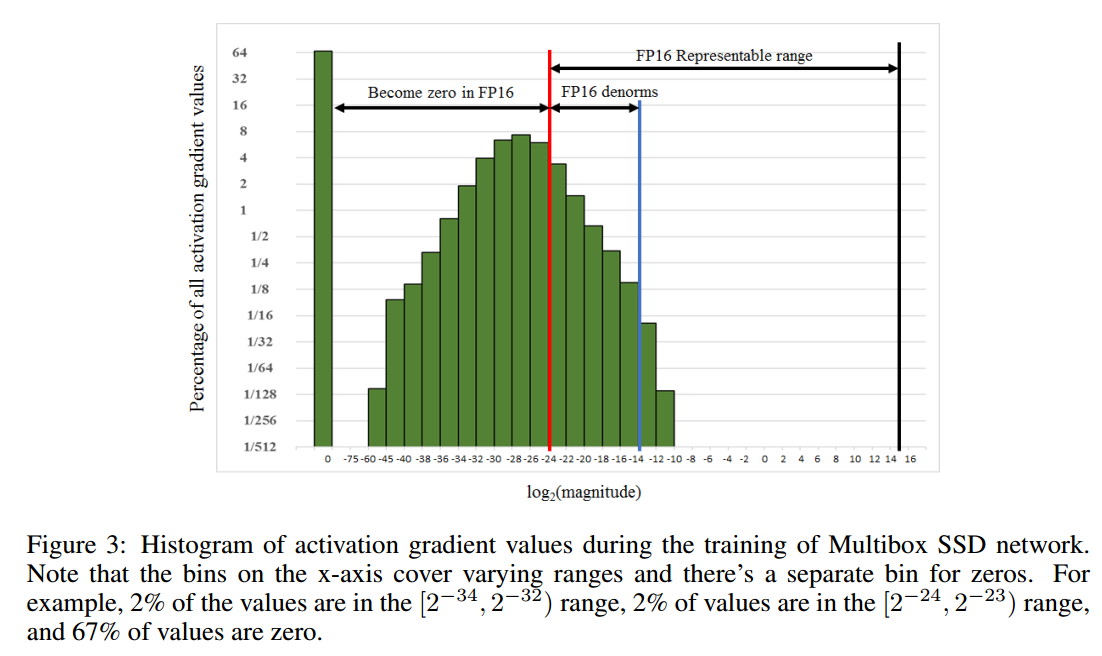 64
FP16 Representable range
32
Become zero in FP16
FP16 denorms
16
8
4
2
1
1/2
1/4
1/8
1/16
1/32
1/64
1/128
1/256
1/512
Percentage of all activation gradient values
0 -75 -60 -45 -40 -38 -36 -34 -32 -30 -28 -26 -24 -22 -20 -18 -16 -14 -12 -10 -8 -6 -4 -2 0 2 4 6 8 10 12 14 16
log₂(magnitude)
Figure 3: Histogram of activation gradient values during the training of Multibox SSD network.
Note that the bins on the x-axis cover varying ranges and there's a separate bin for zeros. For
example, 2% of the values are in the [2⁻³⁴, 2⁻³²) range, 2% of values are in the [2⁻²⁴, 2⁻²³) range,
and 67% of values are zero.